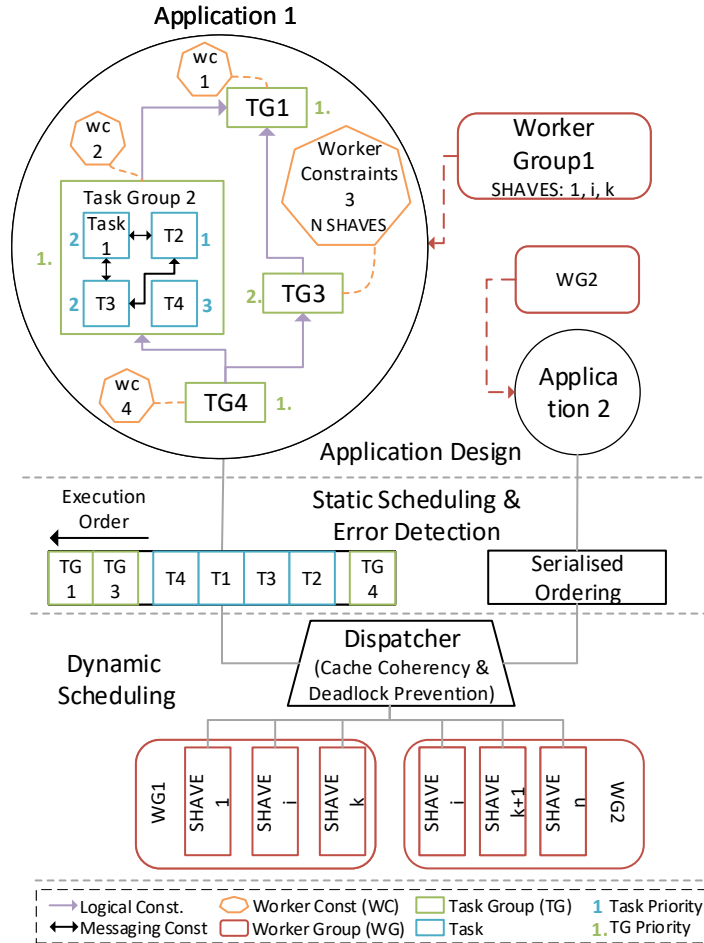 Application 1
WC
1
TG1
1.
WC
2
Worker
Constraints
3
N SHAVES
Worker
Group1
SHAVES: 1, i, k
Task Group 2
Task
1
2
T2
1
1.
T3
2
T4
3
TG3
2.
WG2
WC
4
TG4
1.
Applica
tion 2
Application Design
Execution
Order
Static Scheduling &
Error Detection
TG
1
TG
3
T4
T1
T3
T2
TG
4
Serialised
Ordering
Dynamic
Scheduling
Dispatcher
(Cache Coherency &
Deadlock Prevention)
WG1
SHAVE
1
SHAVE
i
SHAVE
k
SHAVE
j
SHAVE
k+1
SHAVE
n
WG2
Logical Const.
Worker Const (WC)
Task Group (TG)
1 Task Priority
Messaging Const
Worker Group (WG)
Task
1. TG Priority